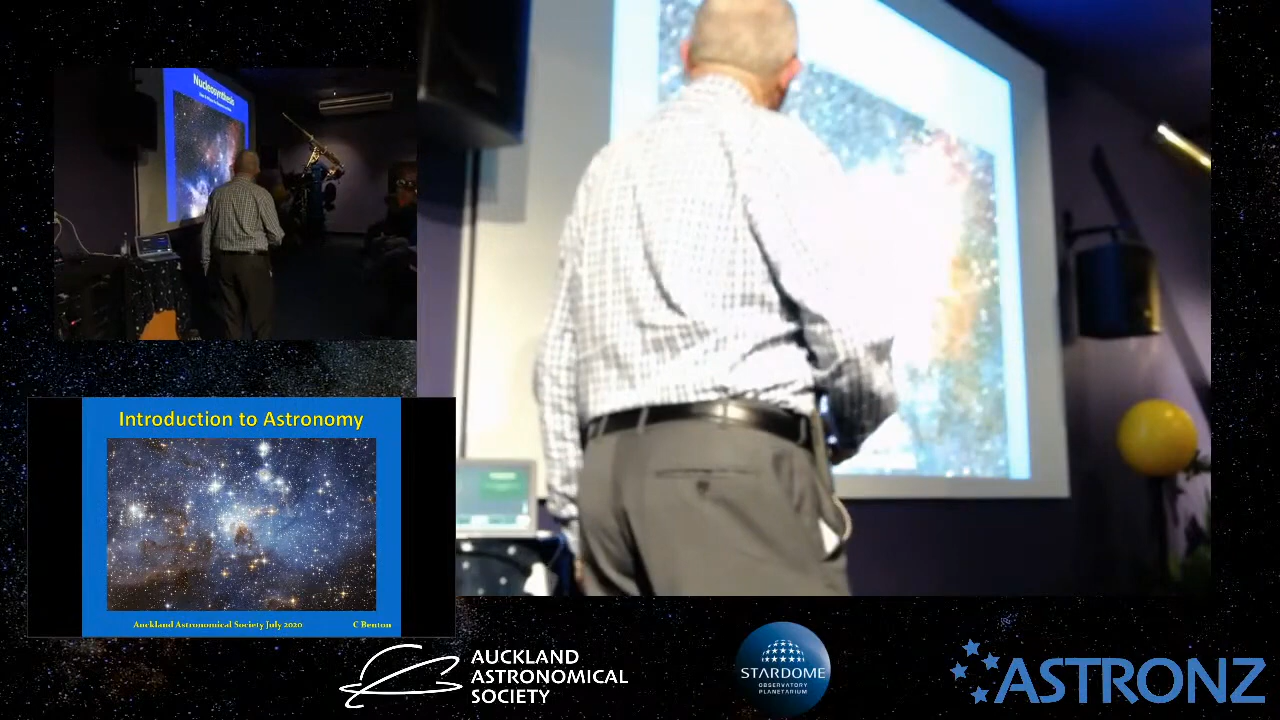 Nucleosynthesis
Introduction to Astronomy
Auckland Astronomical Society July 2020
C Benton
AUCKLAND
ASTRONOMICAL
SOCIETY
STARDOME
OBSERVATORY
PLANETARIUM
ASTRONZ